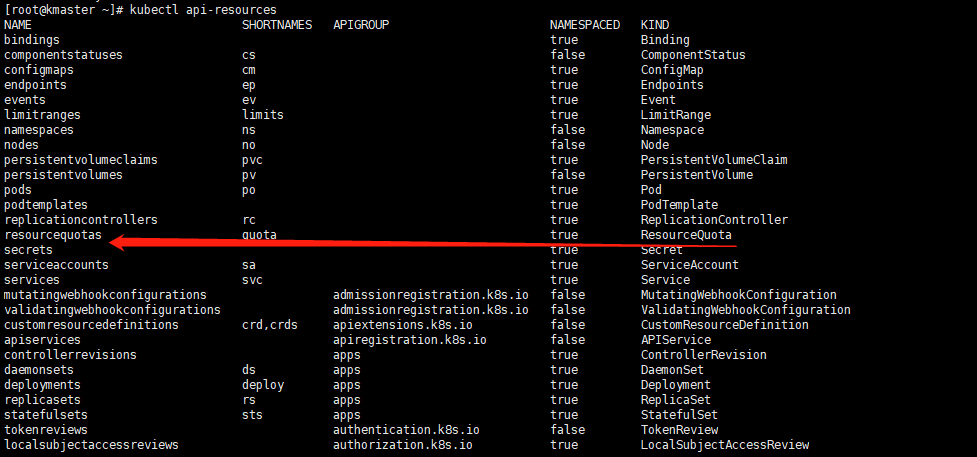 [root@kmaster ~]# kubectl api-resources
NAME SHORTNAMES APIGROUP NAMESPACED KIND
bindings true Binding
componentstatuses cs false ComponentStatus
configmaps cm true ConfigMap
endpoints ep true Endpoints
events ev true Event
limitranges limits true LimitRange
namespaces ns false Namespace
nodes no false Node
persistentvolumeclaims pvc true PersistentVolumeClaim
persistentvolumes pv false PersistentVolume
pods po true Pod
podtemplates true PodTemplate
replicationcontrollers rc true ReplicationController
resourcequotas quota true ResourceQuota
secrets true Secret
serviceaccounts sa true ServiceAccount
services svc true Service
mutatingwebhookconfigurations admissionregistration.k8s.io false MutatingWebhookConfiguration
validatingwebhookconfigurations admissionregistration.k8s.io false ValidatingWebhookConfiguration
customresourcedefinitions crd,crds apiextensions.k8s.io false CustomResourceDefinition
apiservices apiregistration.k8s.io false APIService
controllerrevisions apps true ControllerRevision
daemonsets ds apps true DaemonSet
deployments deploy apps true Deployment
replicasets rs apps true ReplicaSet
statefulsets sts apps true StatefulSet
tokenreviews authentication.k8s.io false TokenReview
localsubjectaccessreviews authorization.k8s.io true LocalSubjectAccessReview